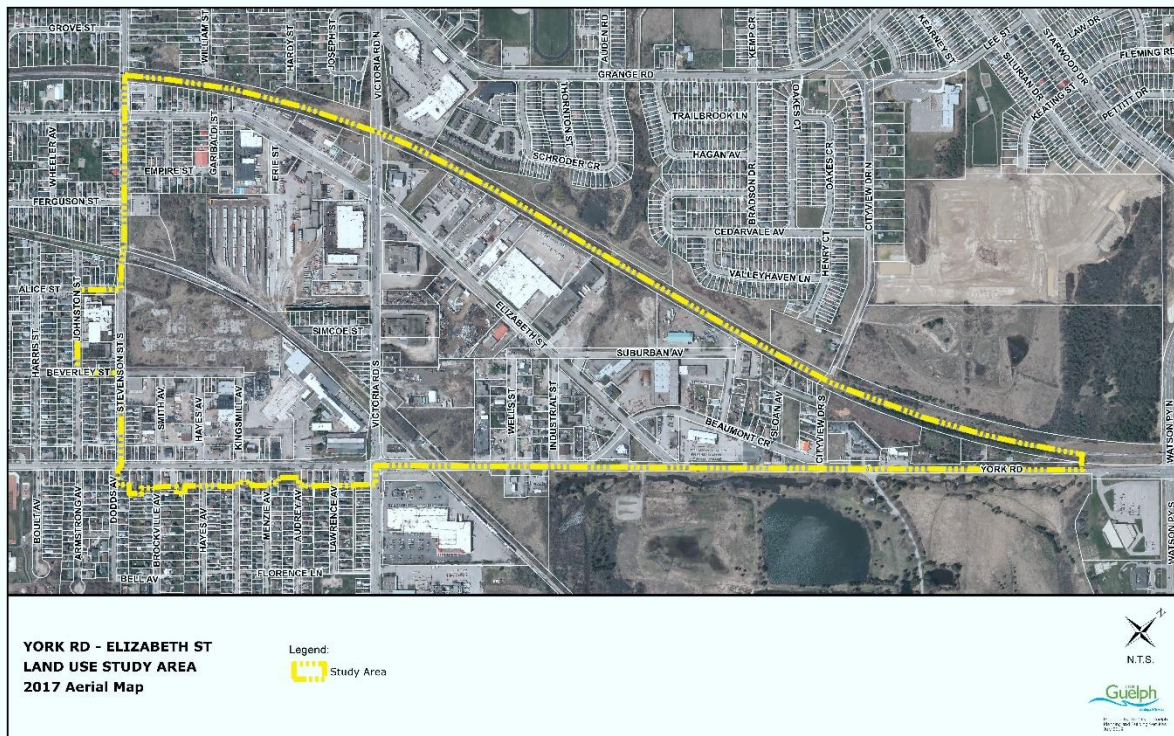 GROVE ST
WILLIAM ST
HARDY ST
JOSEPH ST
VICTORIA RD N
ADEN RD
KEMP CR
KEARNEY ST
LEE ST
LAW DR
STARWOOD DR
FLEMING RD
SILURIAN DR
KEATING ST
PETTITT DR
GRANGE RD
OAKES CT
THORNTON ST
TRAILBROOK LN
WHEELER AV
GARIBALDI ST
ERIE ST
EMPIRE ST
SCHRODER CR
HAGAN AV
BRADSON DR
OAKES CR
CITYVIEW DR N
FERGUSON ST
CEDARVALE AV
HENRY CT
VALLEYHAVEN LN
ALICE ST
JOHNSTON ST
HARRIS ST
STEVENSON ST S
ELIZABETH ST
SIMCOE ST
SUBURBAN AV
BEVERLEY ST
SMITH AV
HAYES AV
KINGSMILL AV
VICTORIA RD S
WELLS ST
INDUSTRIAL ST
BEAUMONT CR
SLOAN AV
CITYVIEW DR S
WATSON PY N
YORK RD
BOULT AV
ARMSTRONG AV
DODDS AV
BROCKVILLE AV
HAYES AV
MENZIE AV
AUDREY AV
LAWRENCE AV
WATSON PY S
BELL AV
FLORENCE LN
YORK RD - ELIZABETH ST
LAND USE STUDY AREA
2017 Aerial Map
Legend:
Study Area
N
N.T.S.
Guelph